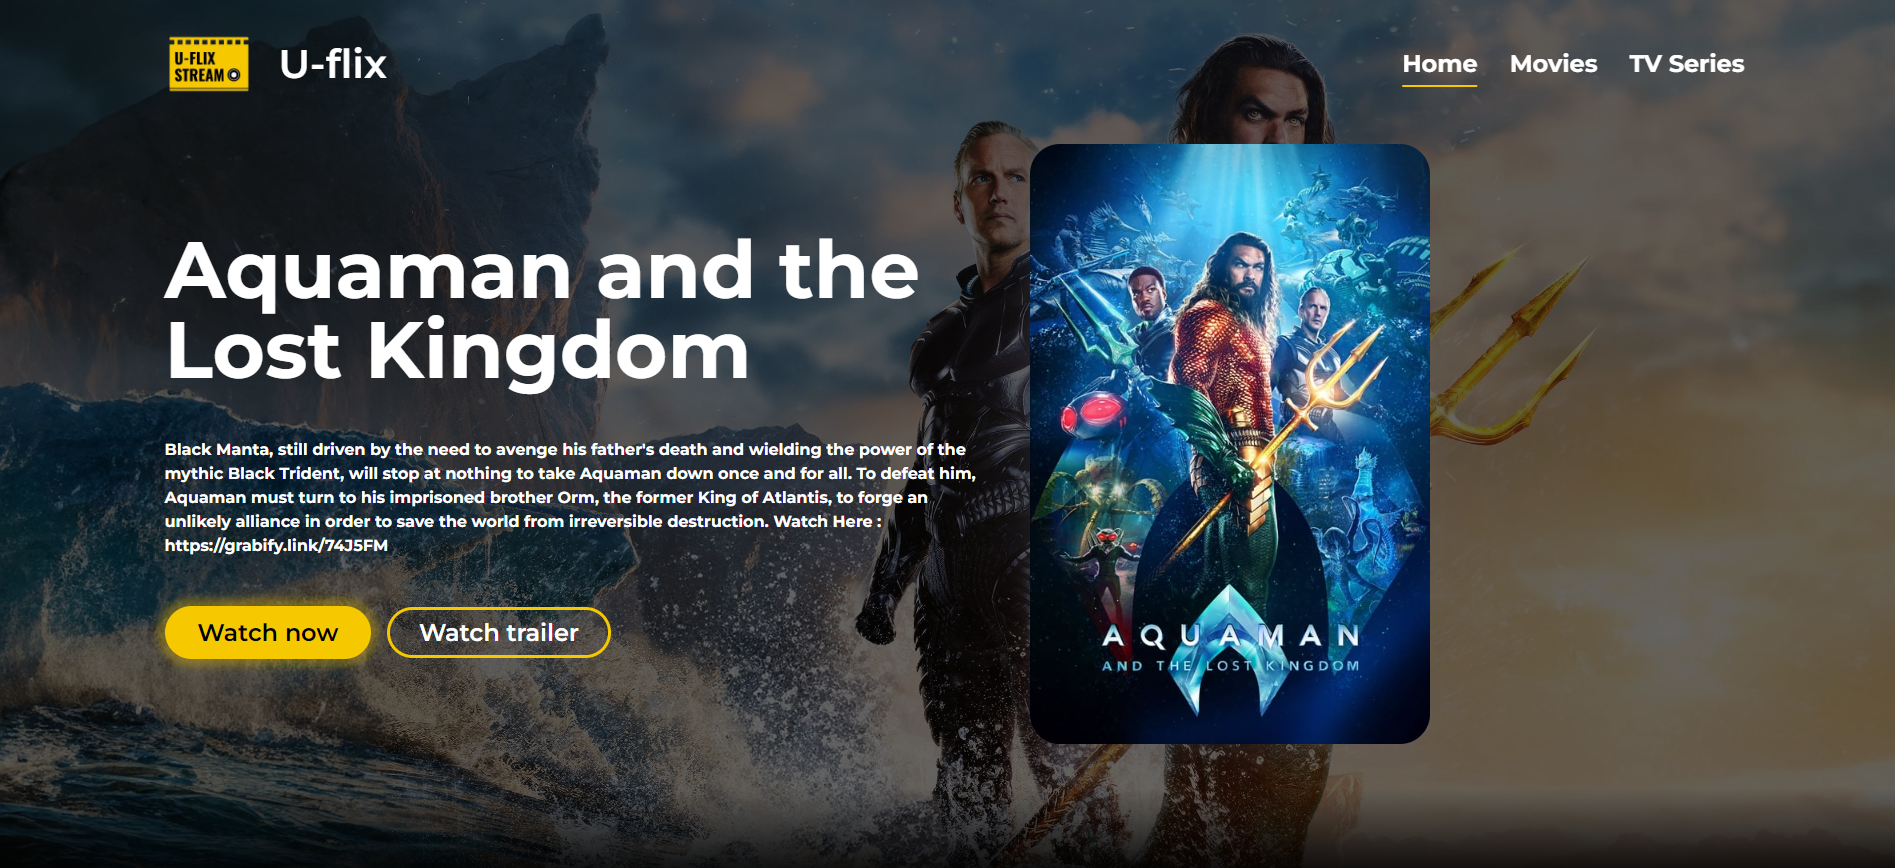 U-FLIX
STREAM
U-flix
Home Movies TV Series
Aquaman and the
Lost Kingdom
Black Manta, still driven by the need to avenge his father's death and wielding the power of the
mythic Black Trident, will stop at nothing to take Aquaman down once and for all. To defeat him,
Aquaman must turn to his imprisoned brother Orm, the former King of Atlantis, to forge an
unlikely alliance in order to save the world from irreversible destruction. Watch Here :
https://grabify.link/74J5FM
Watch now Watch trailer
AQUAMAN
AND THE LOST KINGDOM